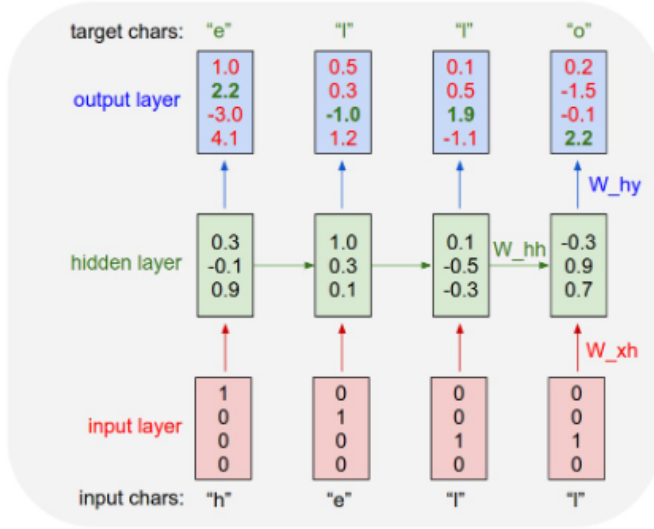 target chars: "e" "l" "l" "o"
output layer
1.0 0.5 0.1 0.2
2.2 0.3 0.5 -1.5
-3.0 -1.0 1.9 -0.1
4.1 1.2 -1.1 2.2
W_hy
hidden layer
0.3 1.0 0.1 -0.3
-0.1 0.3 -0.5 0.9
0.9 0.1 -0.3 0.7
W_hh
W_xh
input layer
1 0 0 0
0 1 0 0
0 0 1 1
0 0 0 0
input chars: "h" "e" "l" "l"